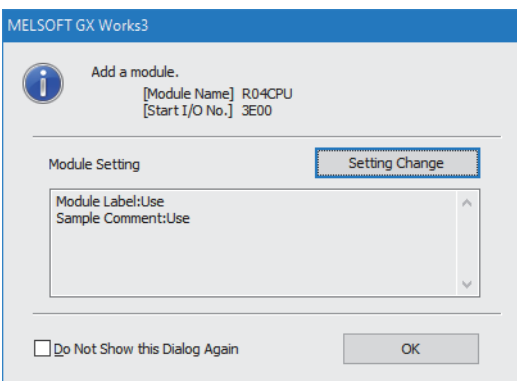 MELSOFT GX Works3
Add a module.
[Module Name] R04CPU
[Start I/O No.] 3E00
Module Setting
Setting Change
Module Label:Use
Sample Comment:Use
Do Not Show this Dialog Again
OK